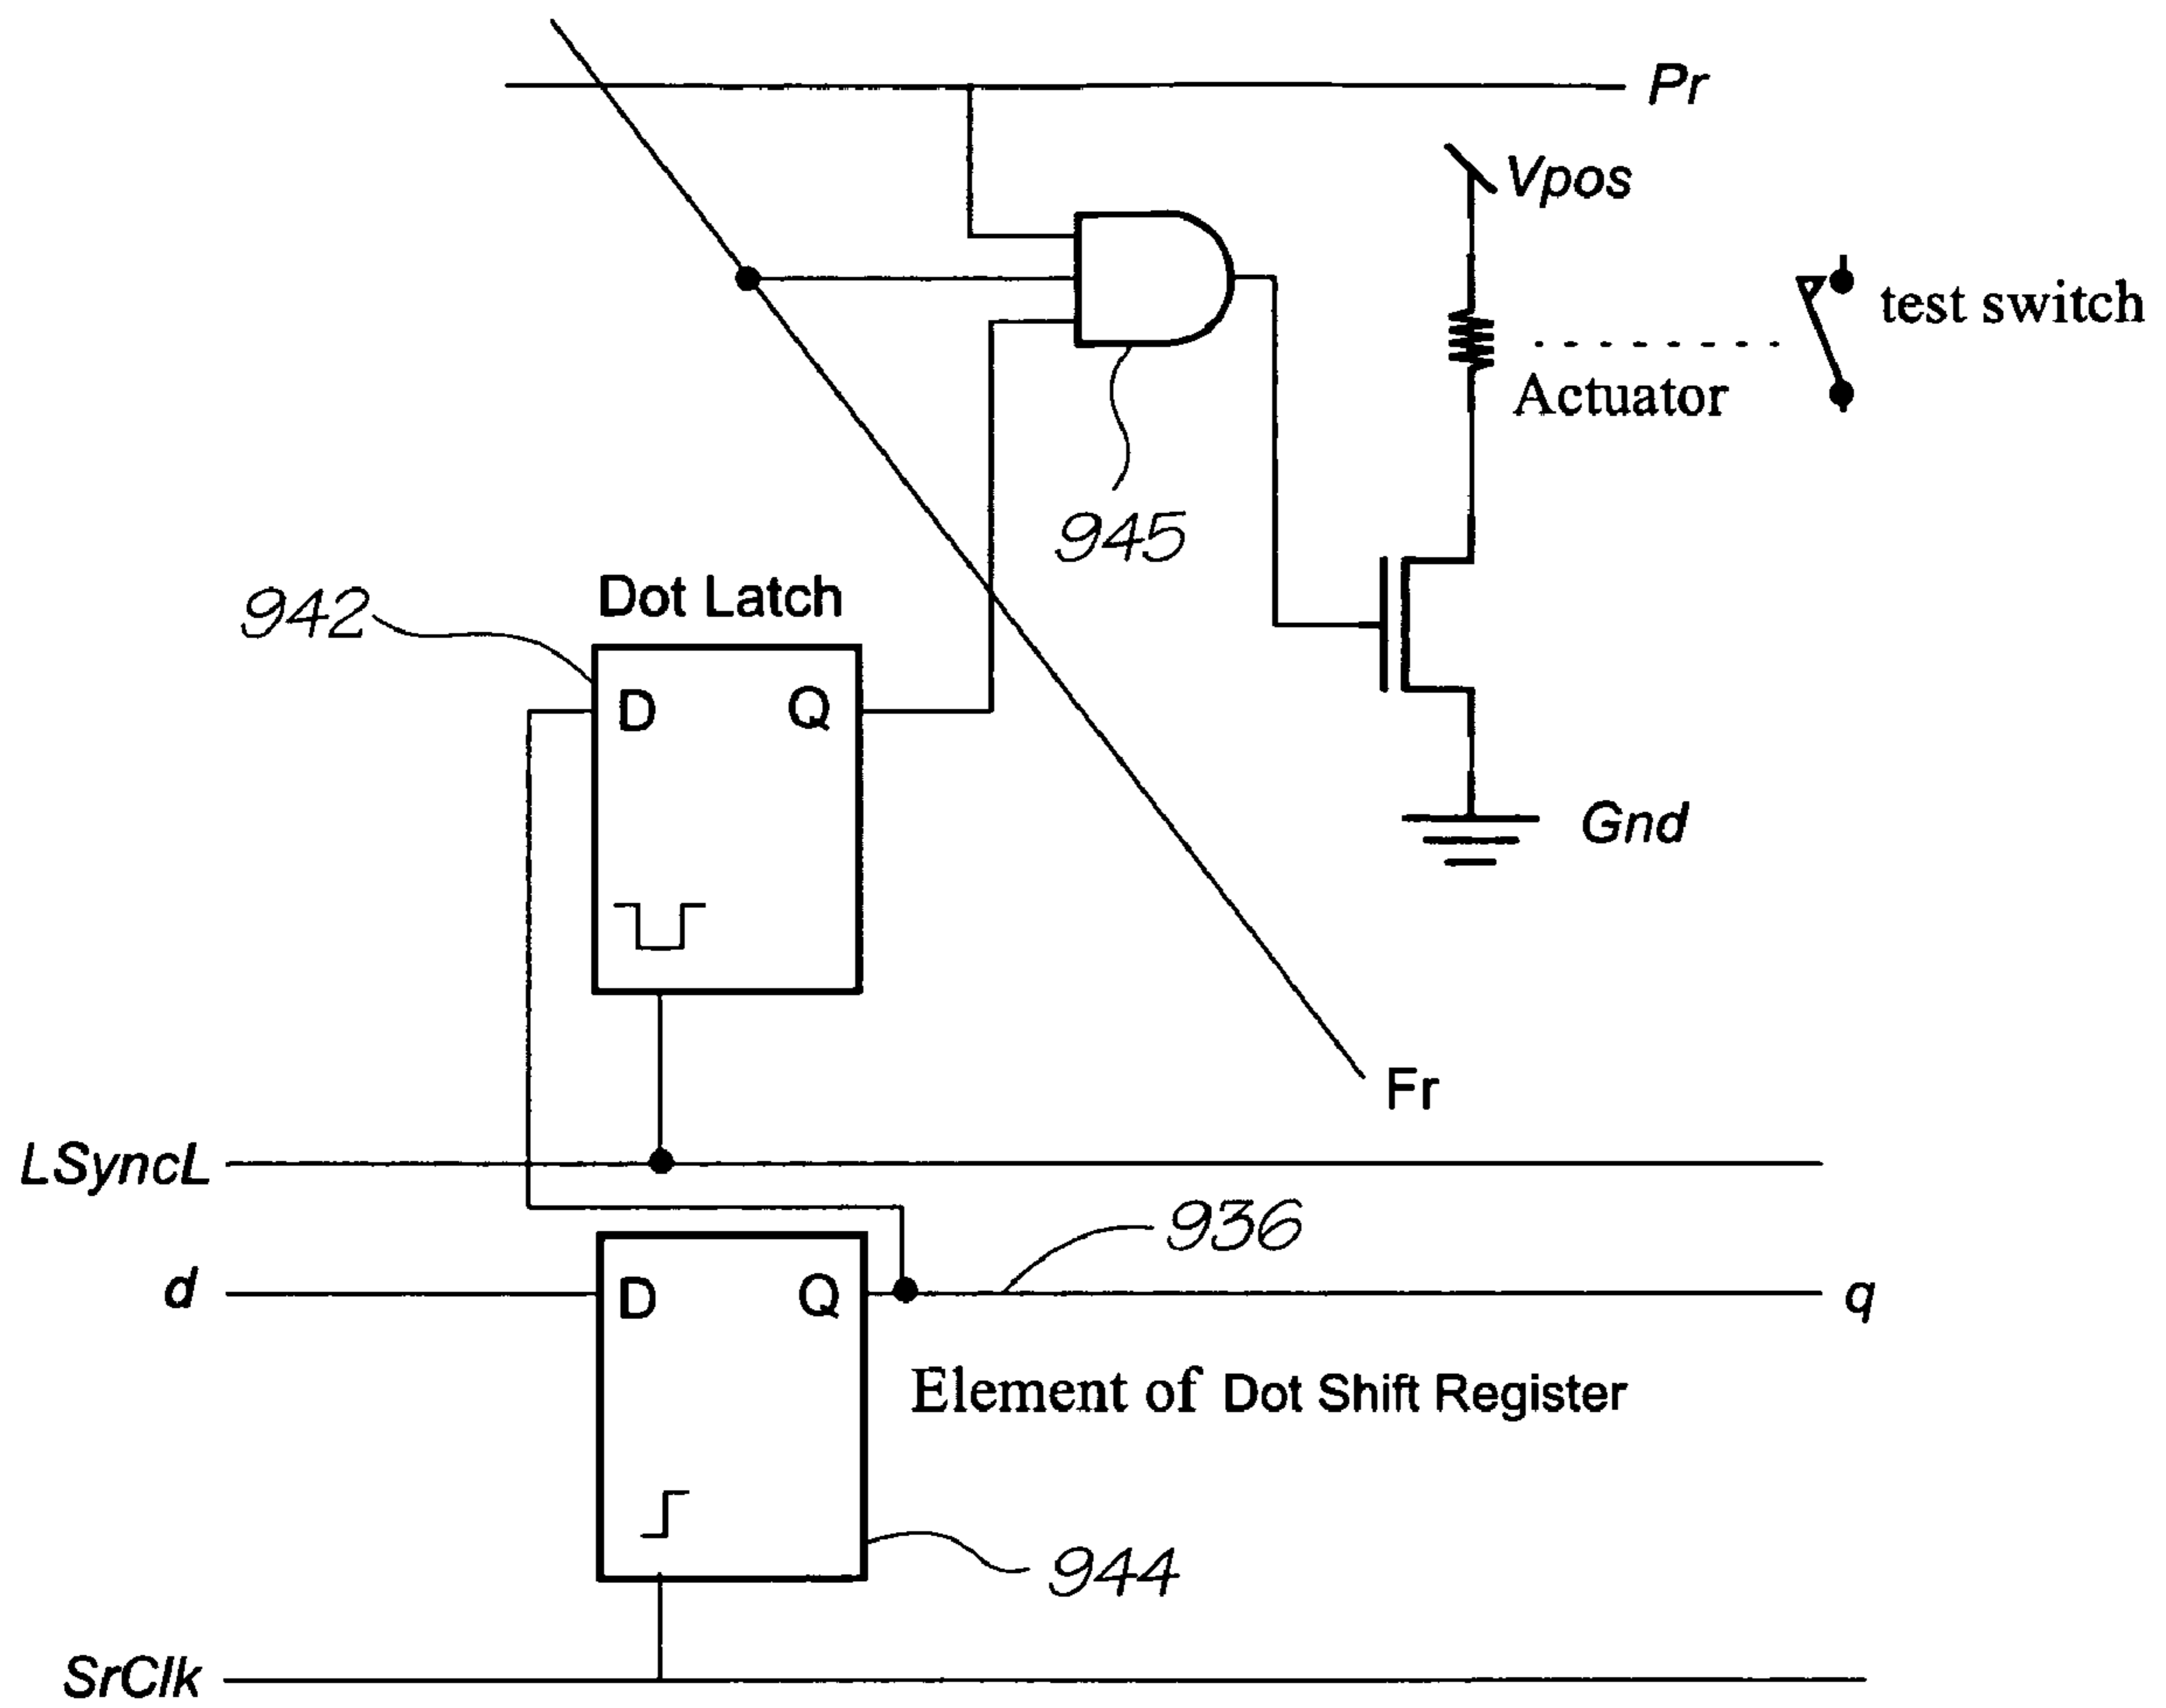 Pr
Vpos
test switch
Actuator
945
942
Dot Latch
D Q
Gnd
Fr
LSyncL
936
d
D Q
q
Element of Dot Shift Register
944
SrClk